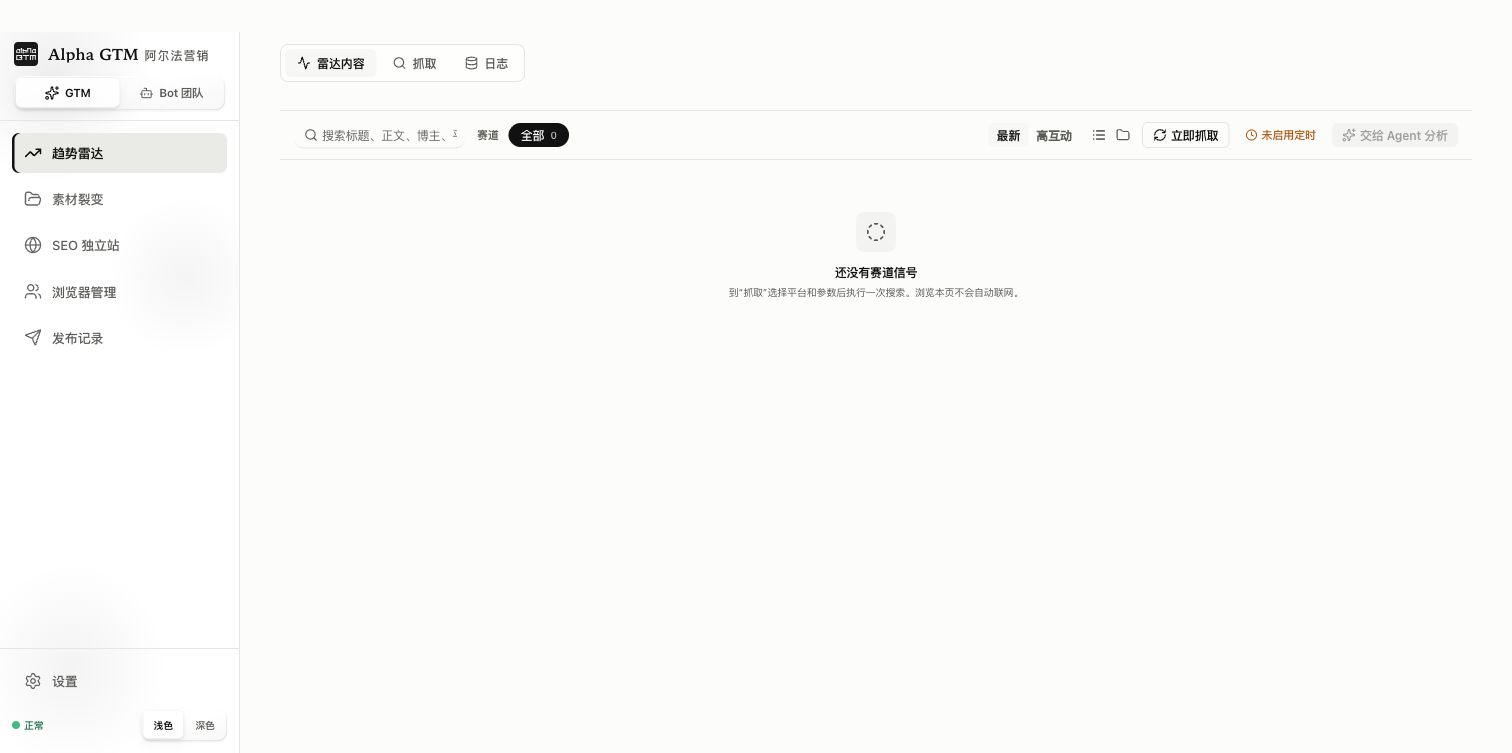 alpha GTM
Alpha GTM 阿尔法营销
GTM Bot 团队
趋势雷达
素材裂变
SEO 独立站
浏览器管理
发布记录
设置
正常 浅色 深色
雷达内容 抓取 日志
搜索标题、正文、博主、 赛道 全部 0 最新 高互动 立即抓取 未启用定时 交给 Agent 分析
还没有赛道信号
到“抓取”选择平台和参数后执行一次搜索。浏览本页不会自动联网。